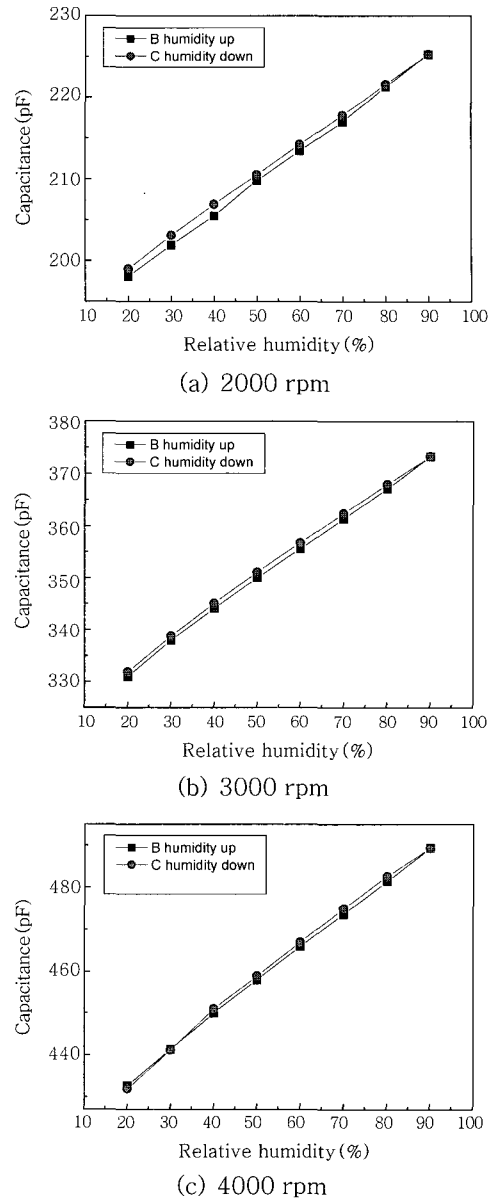 230
B humidity up
C humidity down
220
210
200
Capacitance(pF)
10 20 30 40 50 60 70 80 90 100
Relative humidity(%)
(a) 2000 rpm
380
B humidity up
C humidity down
370
360
350
340
330
Capacitance(pF)
10 20 30 40 50 60 70 80 90 100
Relative humidity(%)
(b) 3000 rpm
B humidity up
C humidity down
480
460
440
Capacitance(pF)
10 20 30 40 50 60 70 80 90 100
Relative humidity(%)
(c) 4000 rpm